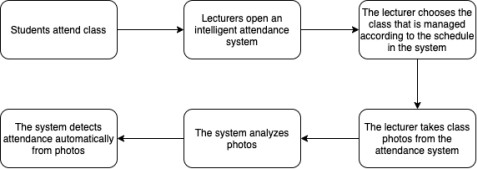 Students attend class
Lecturers open an
intelligent attendance
system
The lecturer chooses the
class that is managed
according to the schedule
in the system
The lecturer takes class
photos from the
attendance system
The system analyzes
photos
The system detects
attendance automatically
from photos